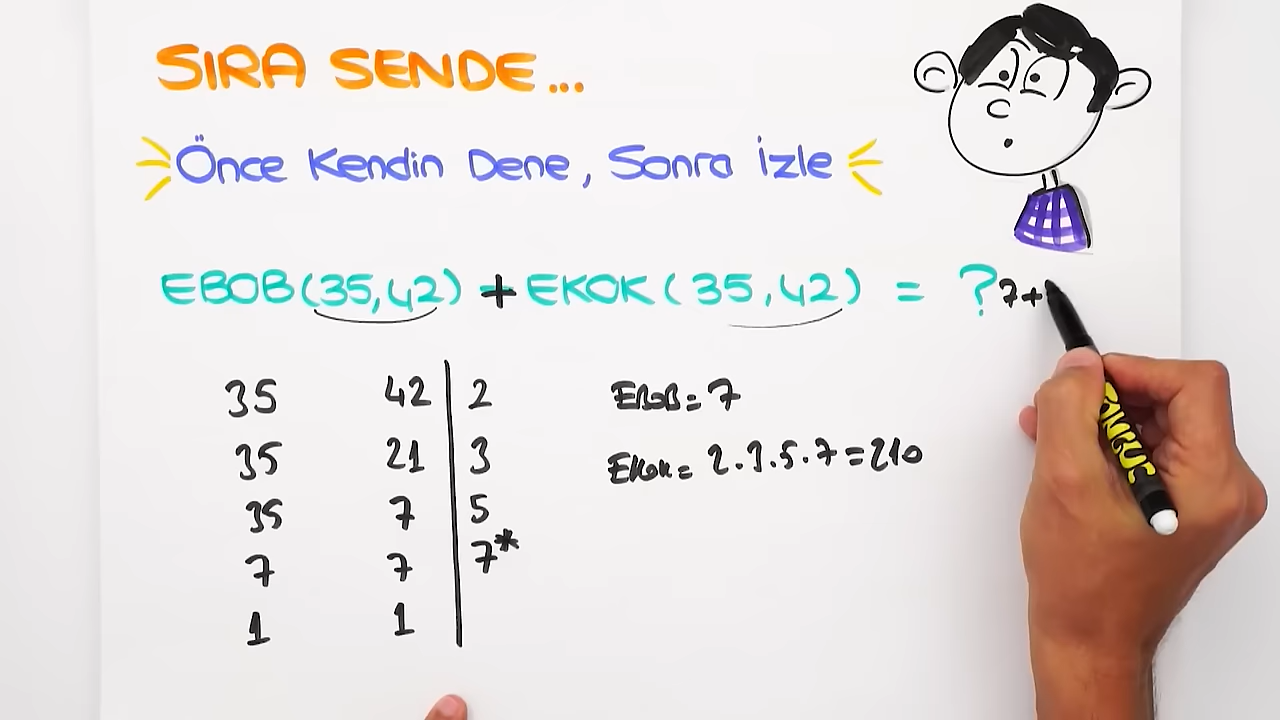 SIRA SENDE...
Önce Kendin Dene, Sonra İzle
EBOB(35,42) + EKOK(35,42) = ? 7+
35 42 2
35 21 3
35 7 5
7 7 7*
1 1
EBOB = 7
EKOK = 2.3.5.7 = 210